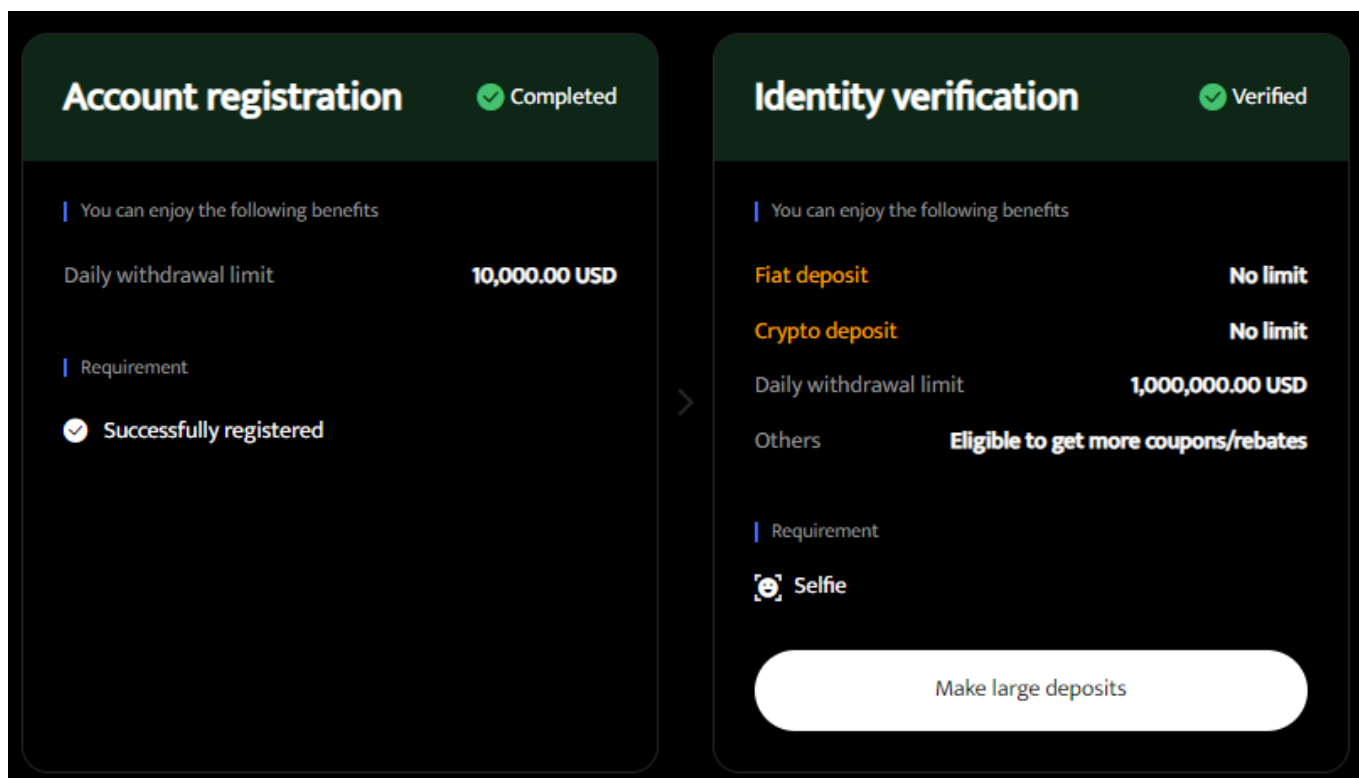 Account registration
Completed
You can enjoy the following benefits
Daily withdrawal limit 10,000.00 USD
Requirement
Successfully registered
Identity verification
Verified
You can enjoy the following benefits
Fiat deposit No limit
Crypto deposit No limit
Daily withdrawal limit 1,000,000.00 USD
Others Eligible to get more coupons/rebates
Requirement
Selfie
Make large deposits